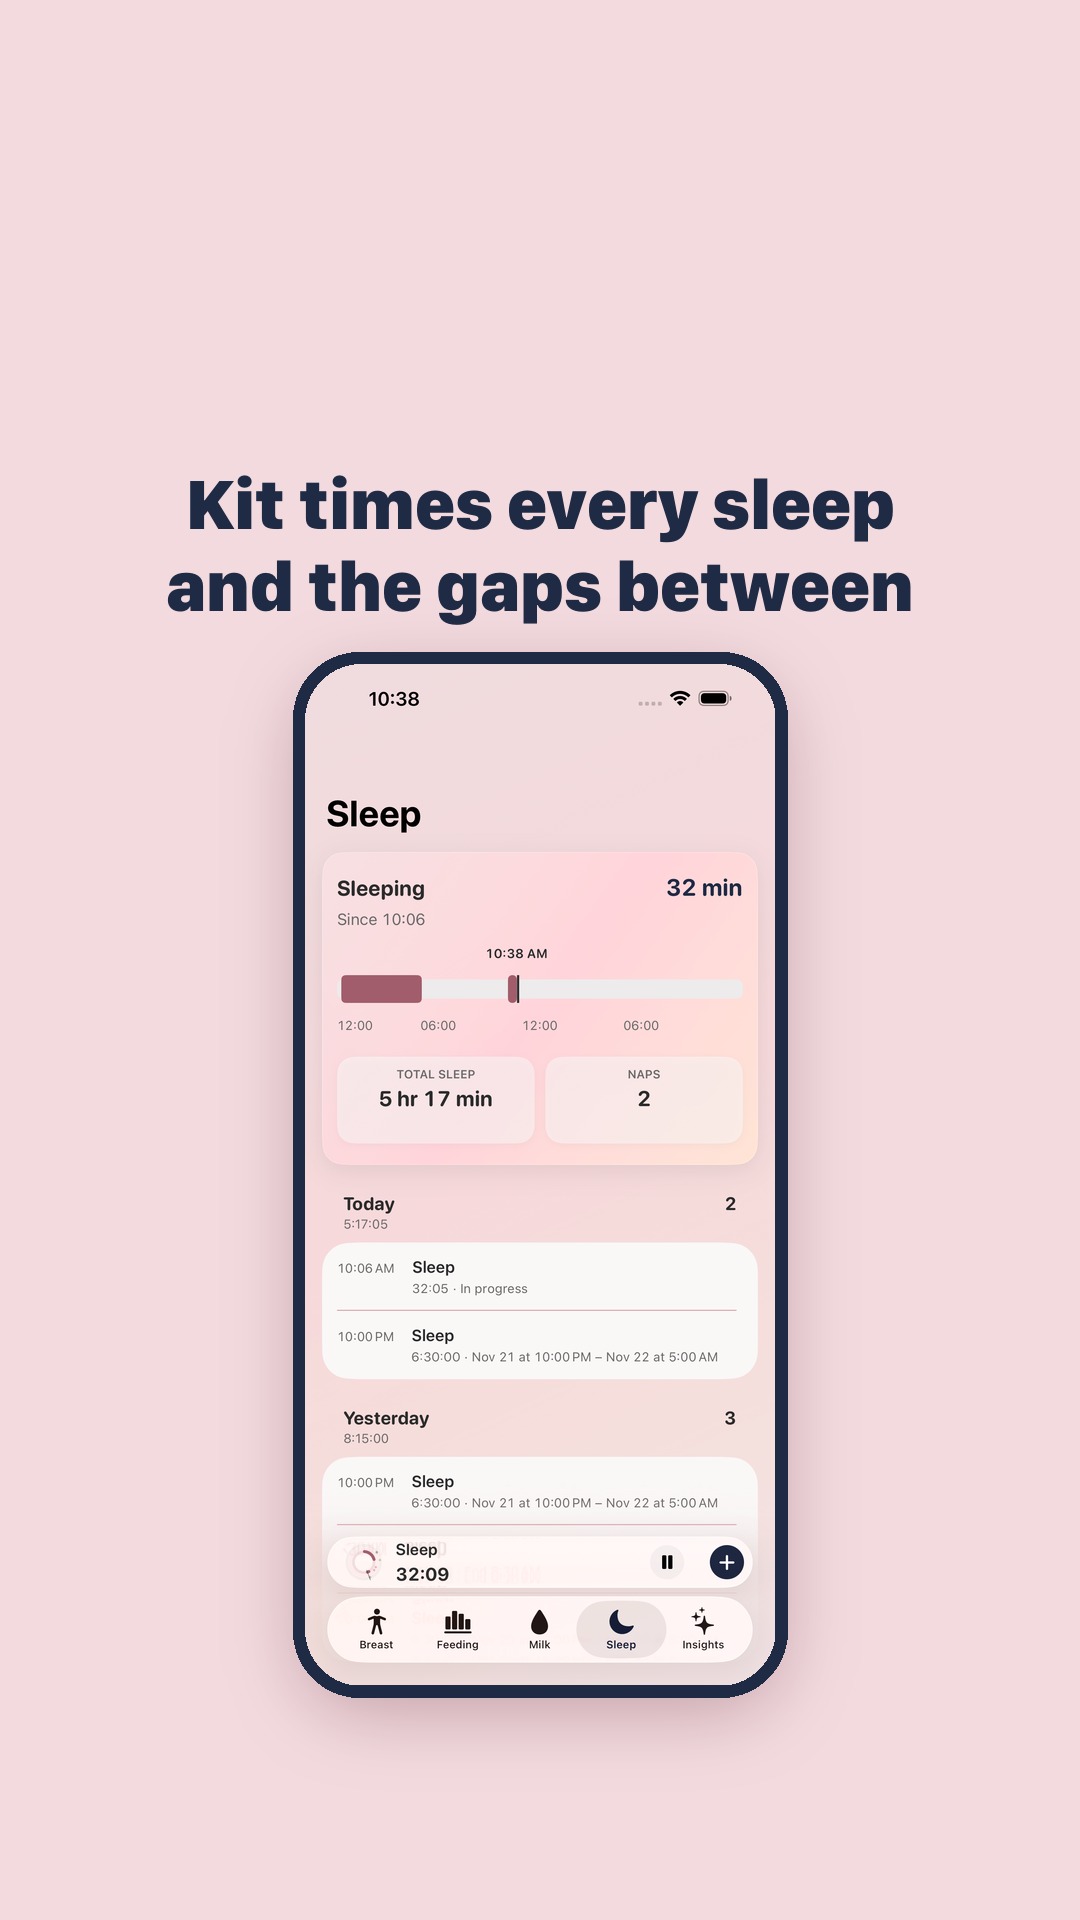 Kit times every sleep
and the gaps between
10:38
Sleep
Sleeping
32 min
Since 10:06
10:38 AM
12:00 06:00 12:00 06:00
TOTAL SLEEP
5 hr 17 min
NAPS
2
Today 2
5:17:05
10:06 AM Sleep
32:05 · In progress
10:00 PM Sleep
6:30:00 · Nov 21 at 10:00 PM – Nov 22 at 5:00 AM
Yesterday 3
8:15:00
10:00 PM Sleep
6:30:00 · Nov 21 at 10:00 PM – Nov 22 at 5:00 AM
Sleep
32:09
Breast Feeding Milk Sleep Insights